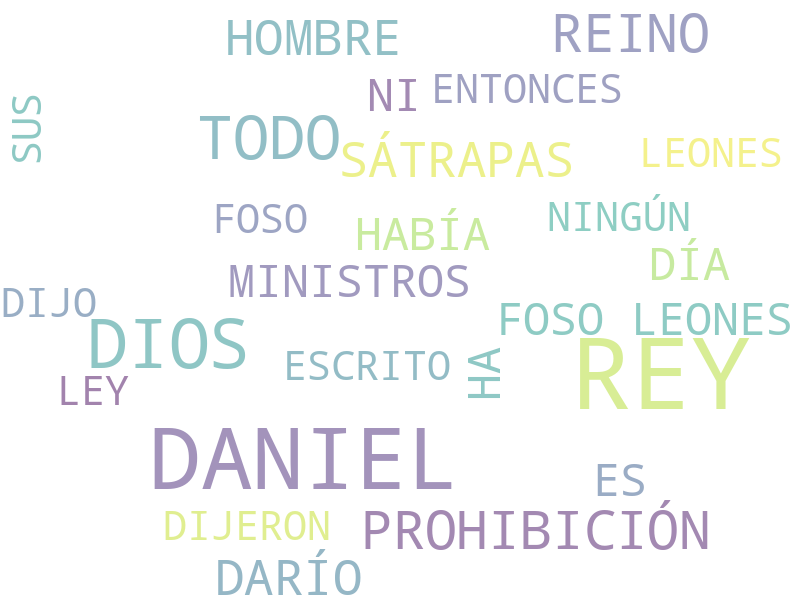 HOMBRE
REINO
NI
ENTONCES
SUS
TODO
SÁTRAPAS
LEONES
FOSO
HABÍA
NINGÚN
DÍA
MINISTROS
DIJO
DIOS
FOSO LEONES
ESCRITO
HA
REY
LEY
DANIEL
ES
DIJERON
PROHIBICIÓN
DARÍO